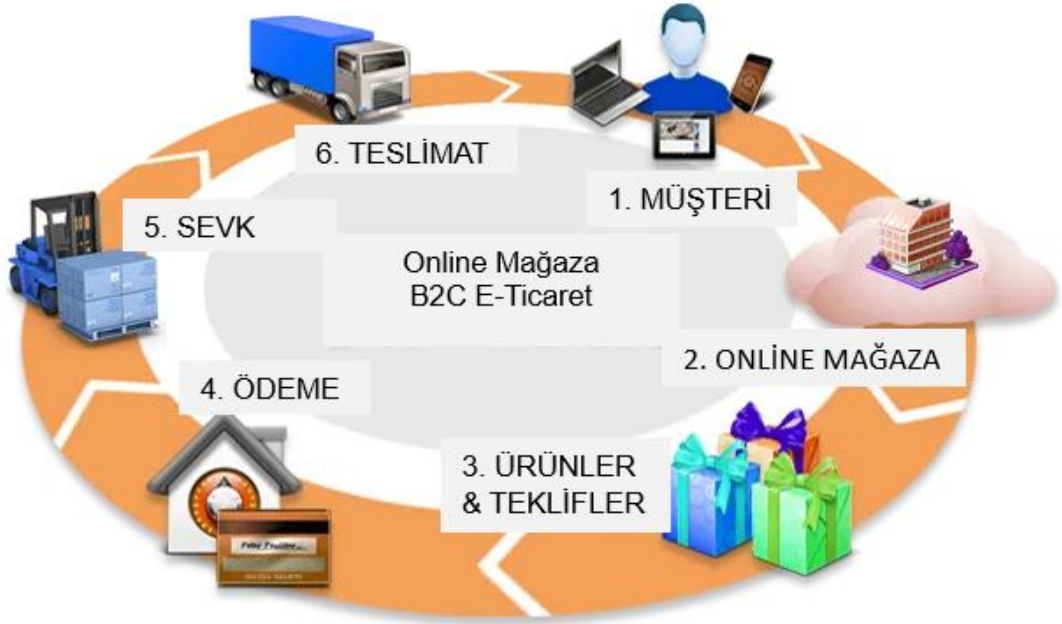 6. TESLİMAT
1. MÜŞTERİ
5. SEVK
Online Mağaza
B2C E-Ticaret
2. ONLİNE MAĞAZA
4. ÖDEME
3. ÜRÜNLER
& TEKLİFLER